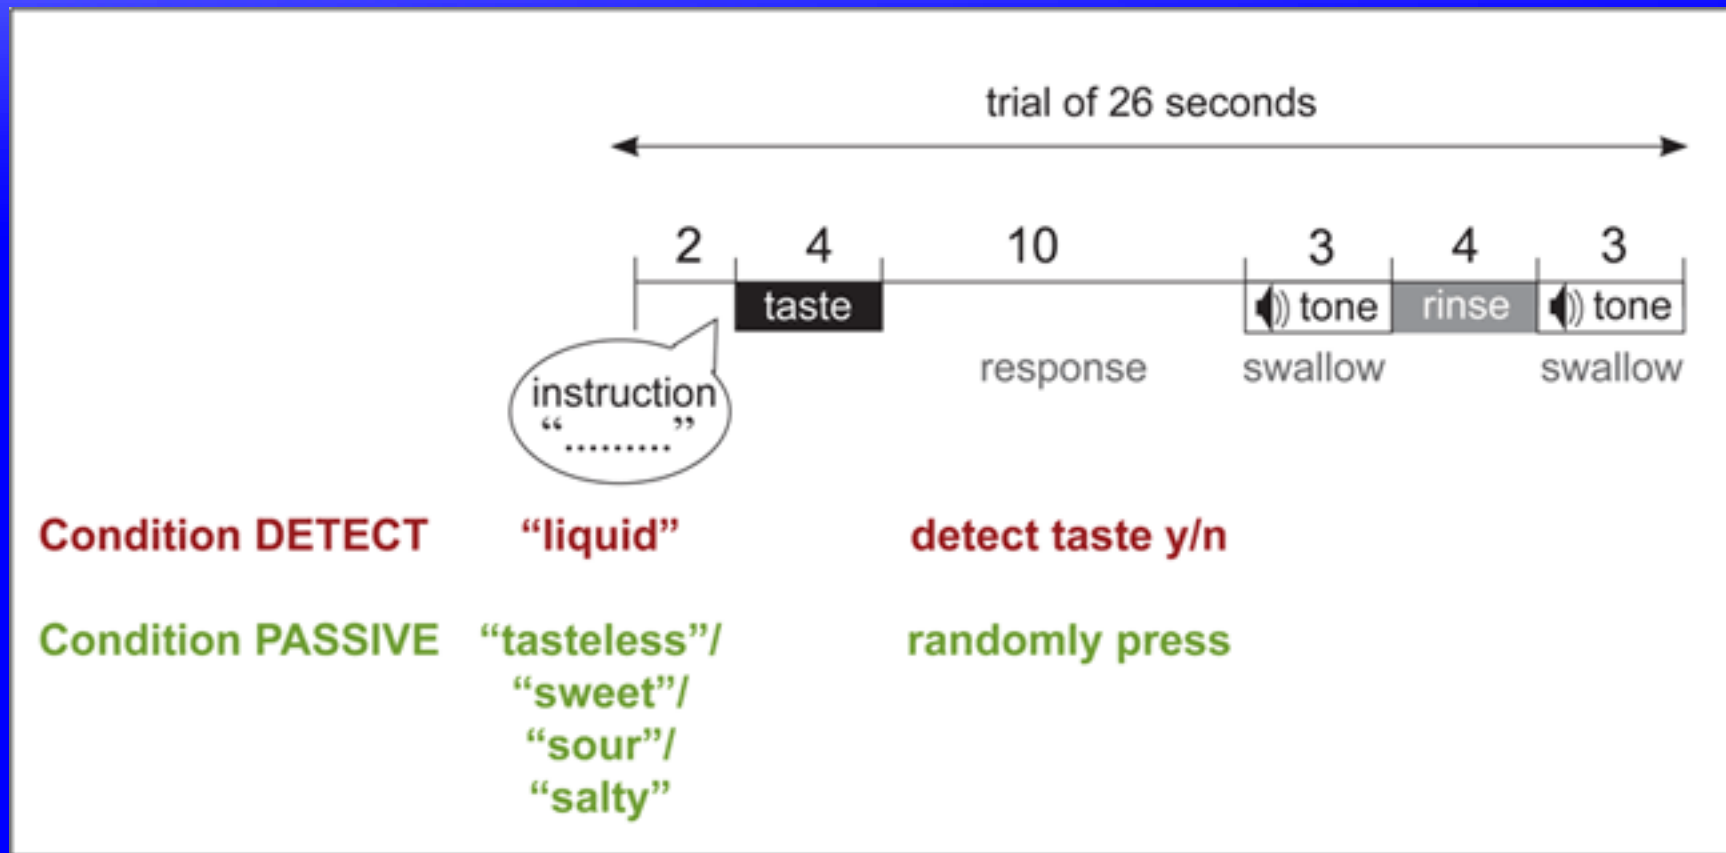 trial of 26 seconds
2 4 10 3 4 3
taste tone rinse tone
response swallow swallow
instruction
“.........”
Condition DETECT “liquid” detect taste y/n
Condition PASSIVE “tasteless”/ randomly press
“sweet”/
“sour”/
“salty”